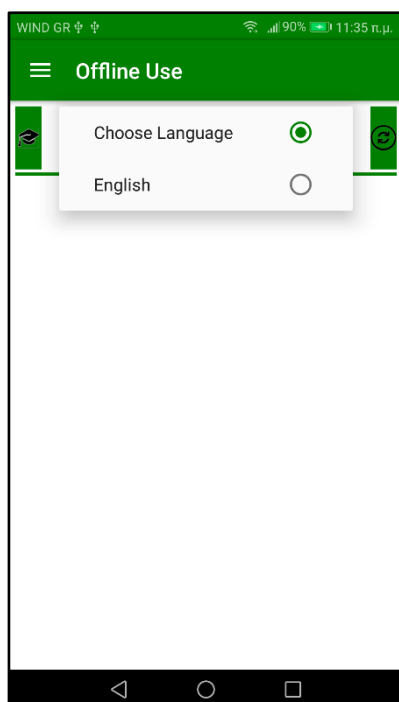 WIND GR 90% 11:35 π.μ.
Offline Use
Choose Language
English